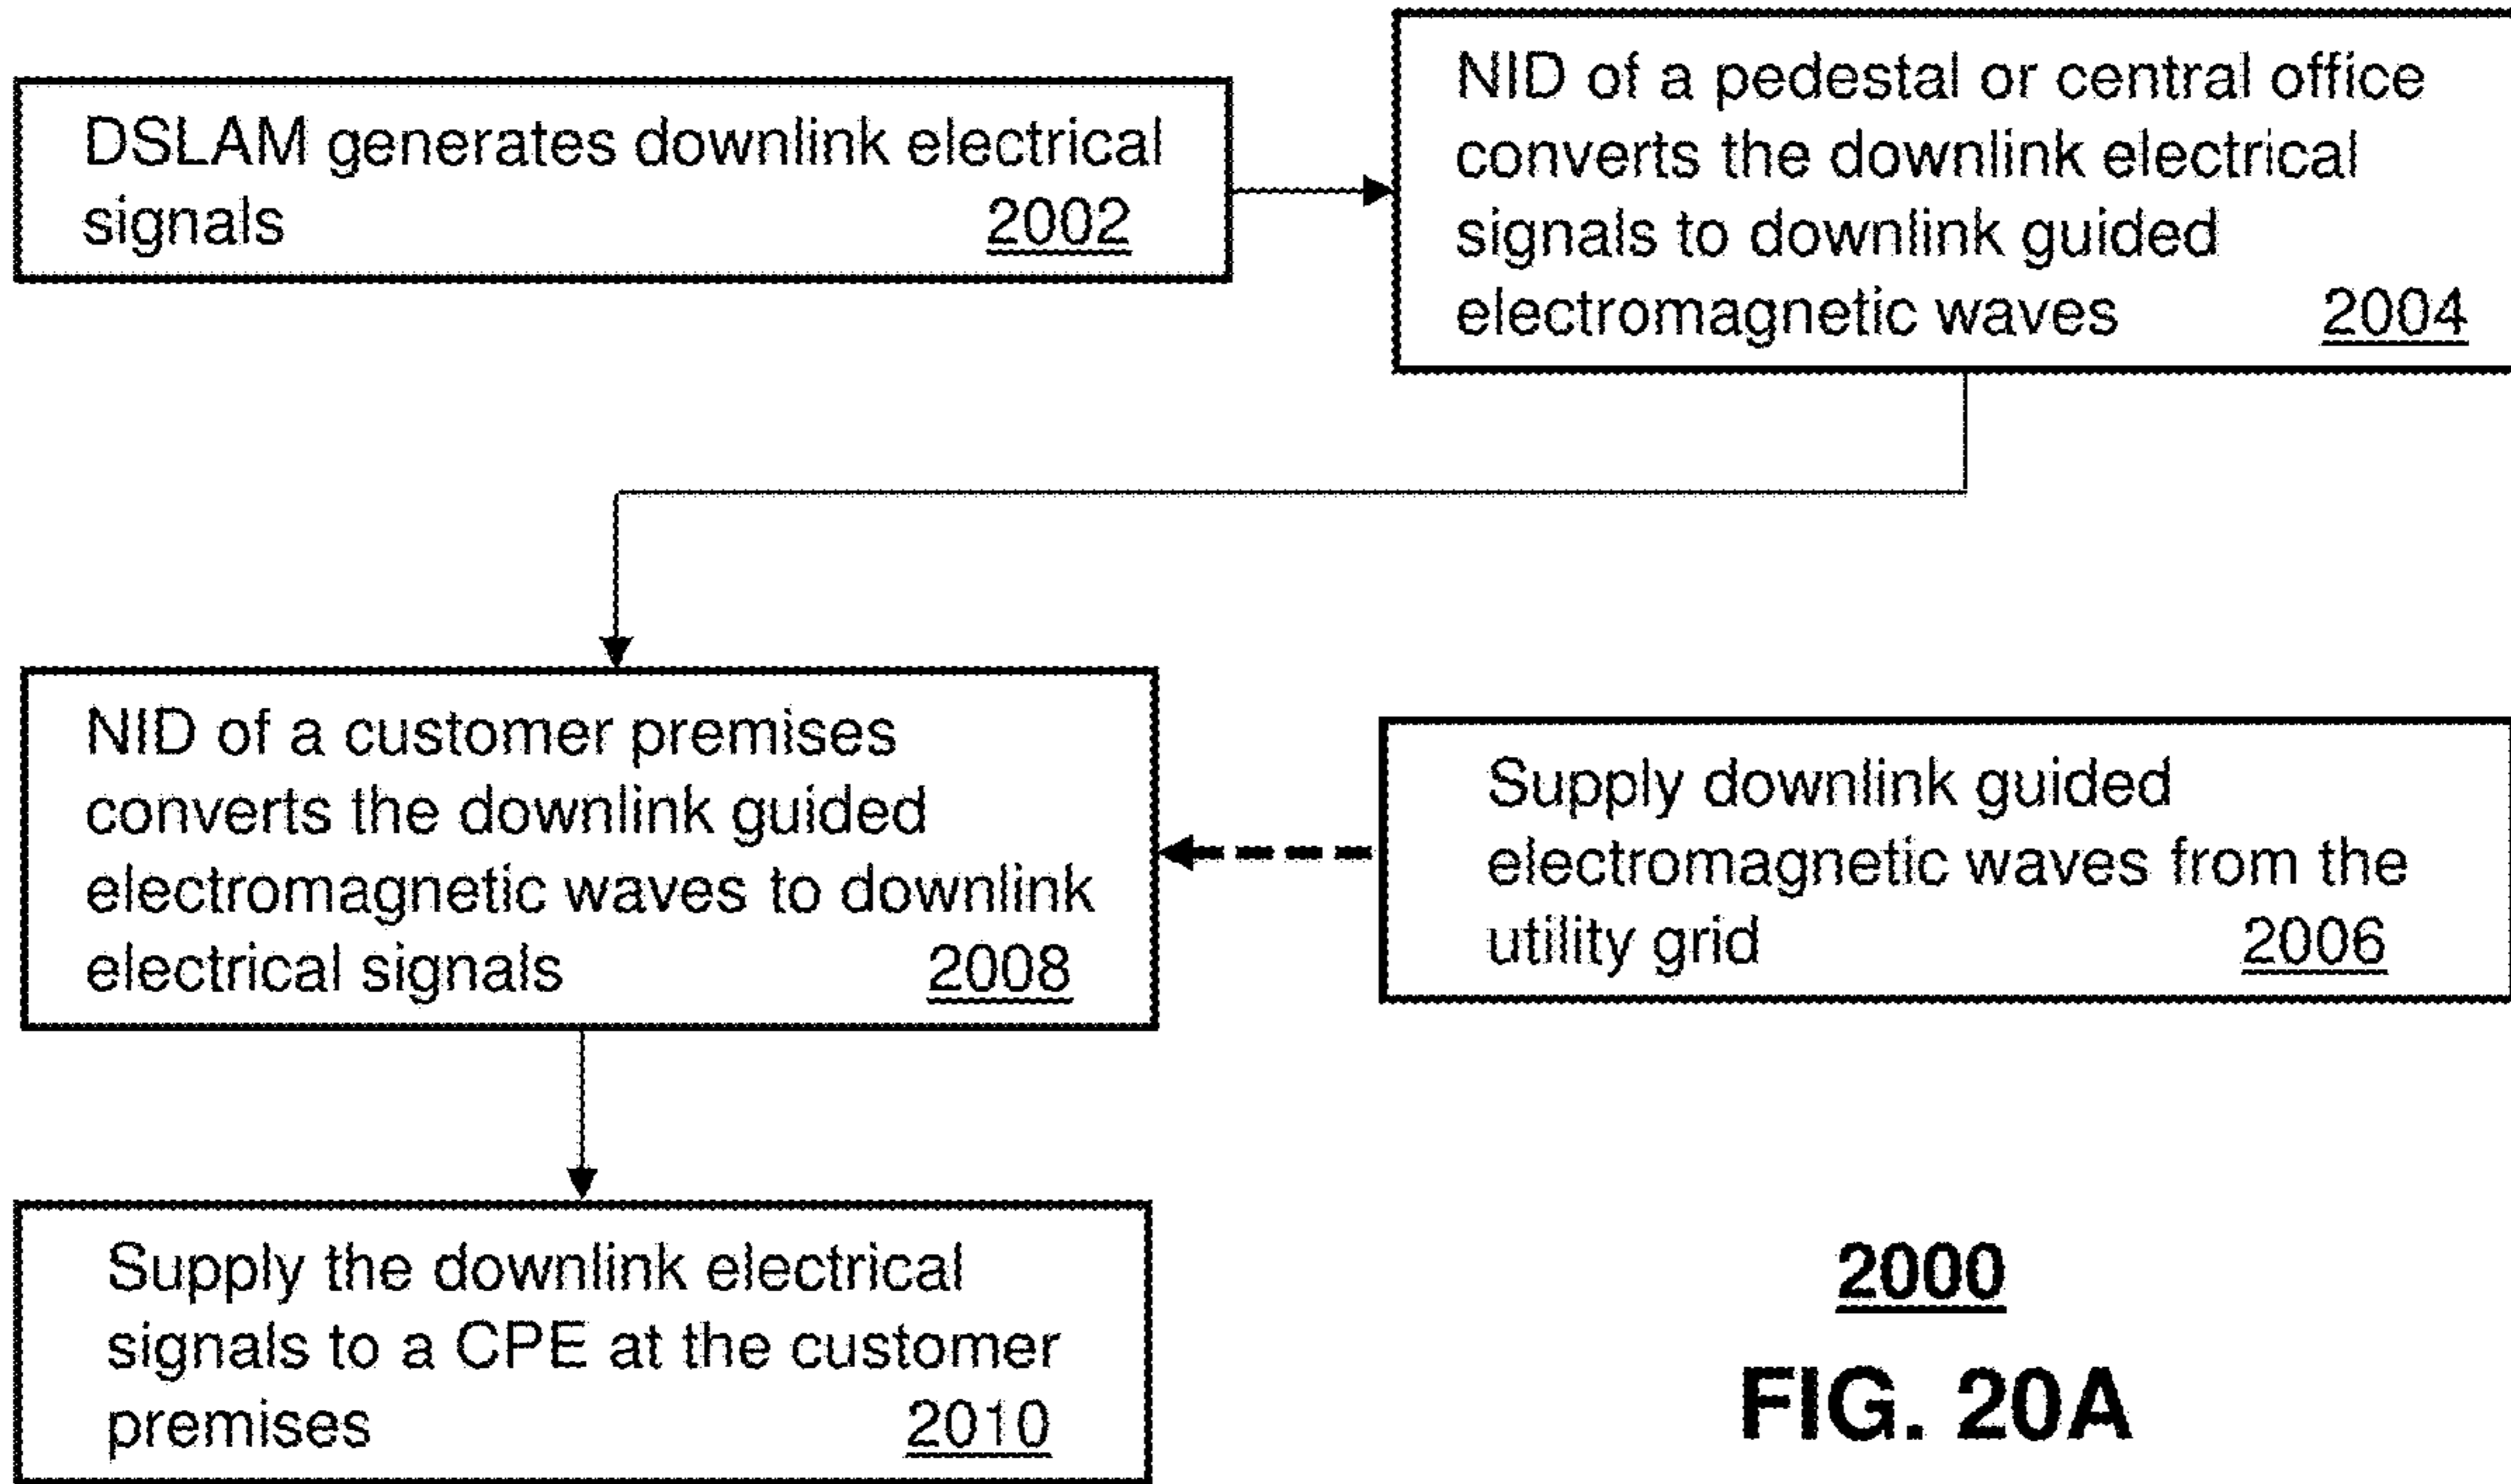 DSLAM generates downlink electrical
signals 2002
NID of a pedestal or central office
converts the downlink electrical
signals to downlink guided
electromagnetic waves 2004
NID of a customer premises
converts the downlink guided
electromagnetic waves to downlink
electrical signals 2008
Supply downlink guided
electromagnetic waves from the
utility grid 2006
Supply the downlink electrical
signals to a CPE at the customer
premises 2010
2000
FIG. 20A